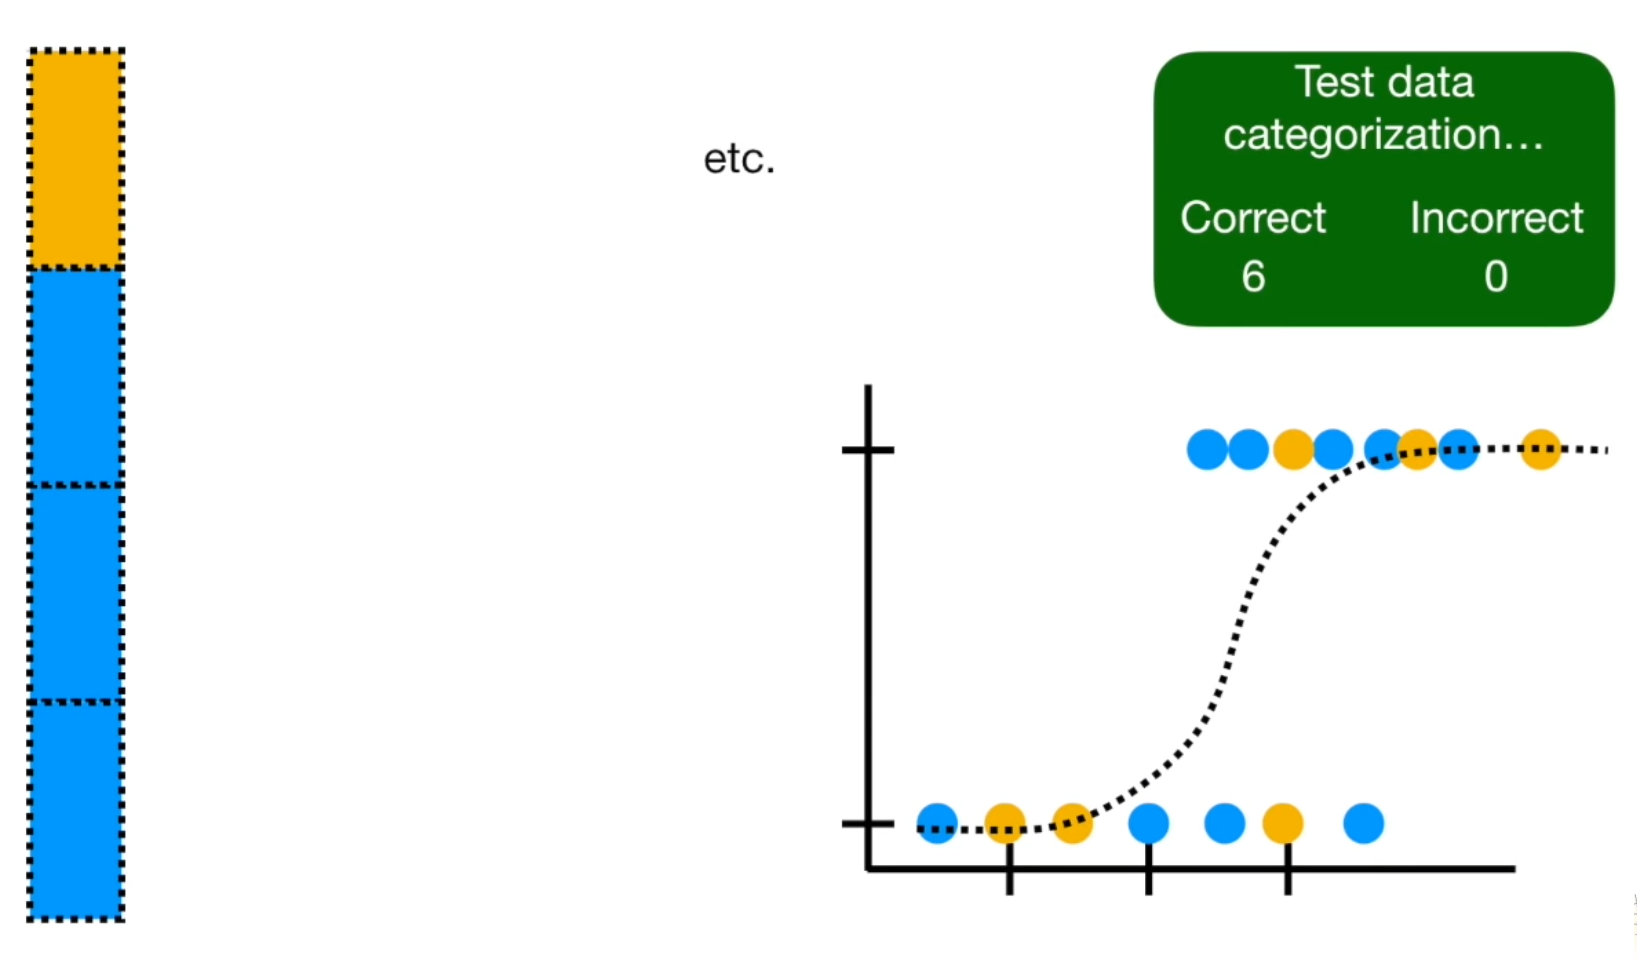 etc.
Test data
categorization...
Correct Incorrect
6 0